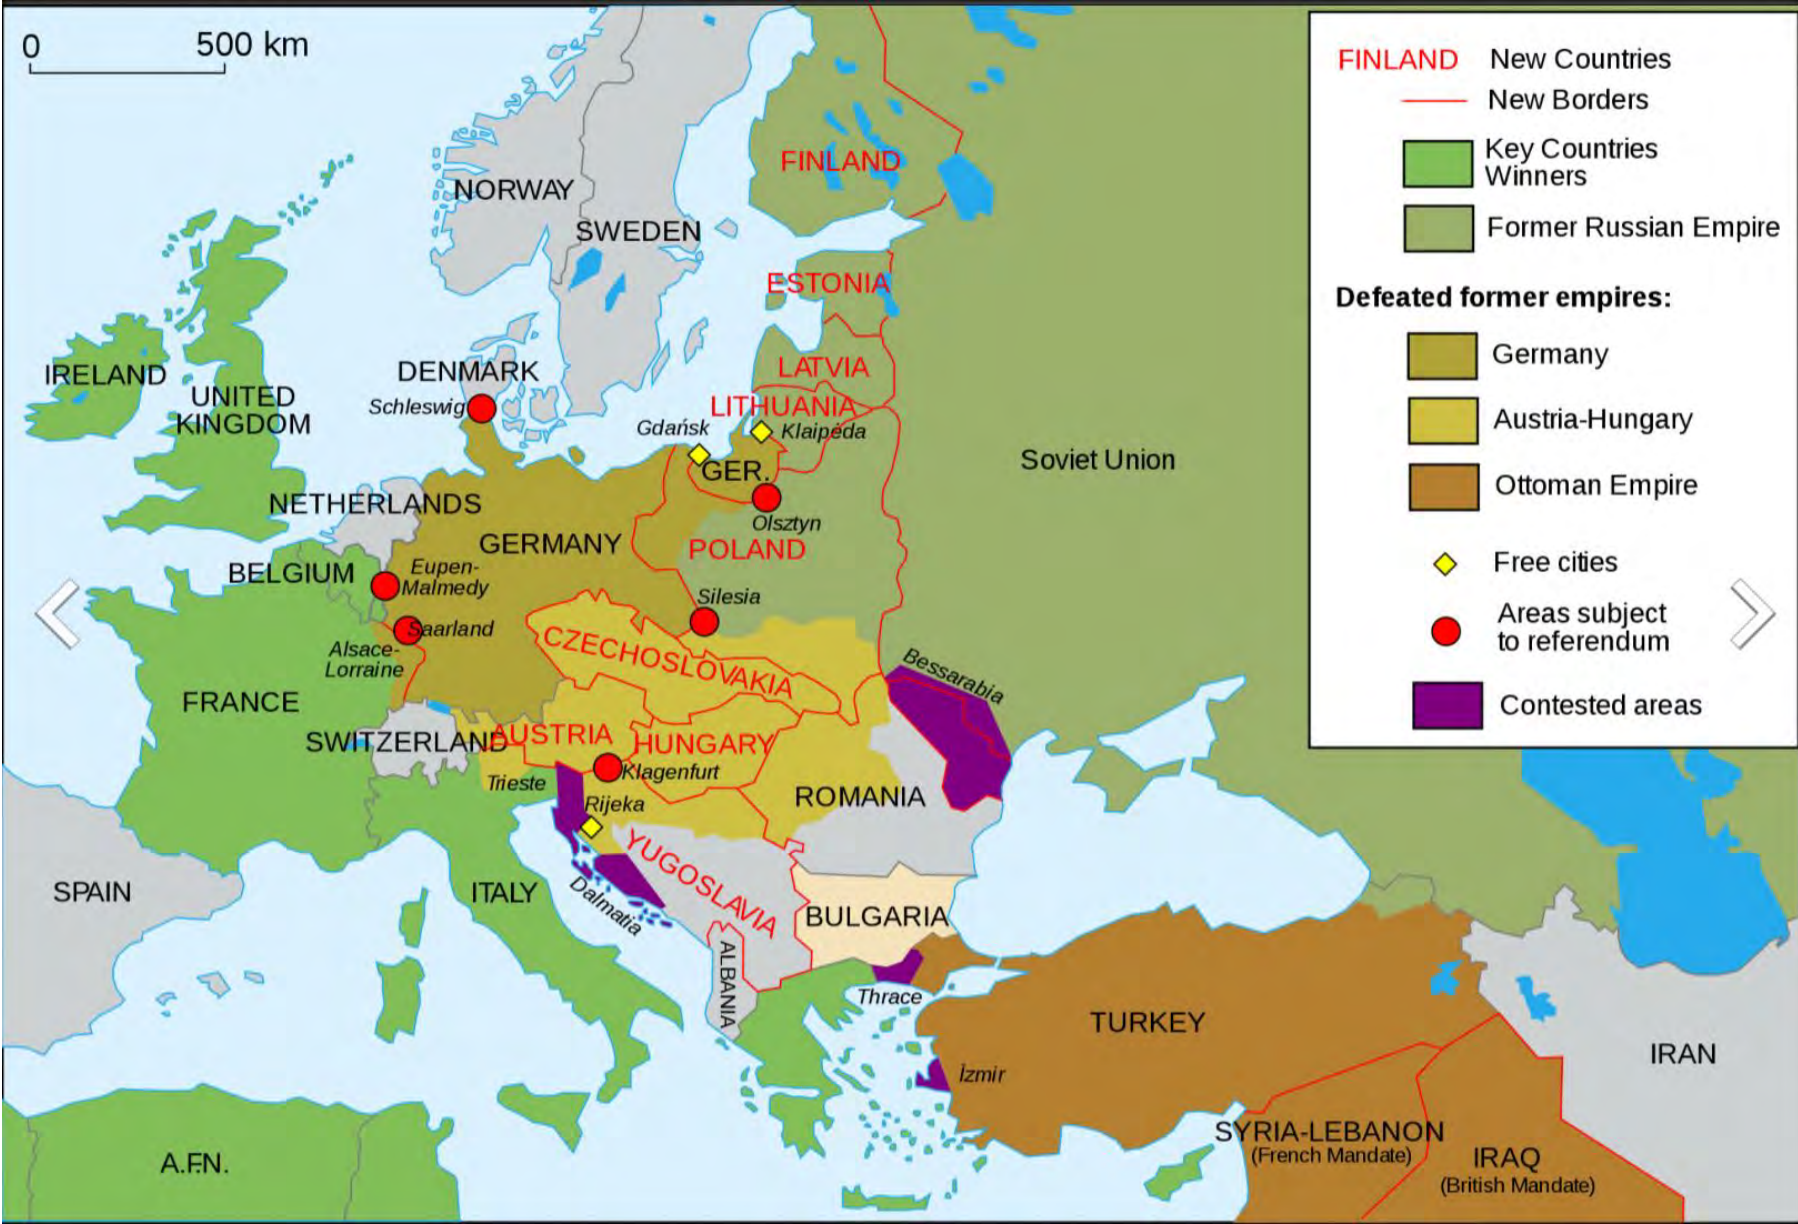 0 500 km
FINLAND New Countries
New Borders
Key Countries
Winners
Former Russian Empire
Defeated former empires:
Germany
Austria-Hungary
Ottoman Empire
Free cities
Areas subject
to referendum
Contested areas
NORWAY
SWEDEN
FINLAND
ESTONIA
LATVIA
LITHUANIA
IRELAND
UNITED
KINGDOM
DENMARK
Schleswig
Gdańsk
Klaipėda
GER.
Olsztyn
Soviet Union
NETHERLANDS
GERMANY
POLAND
BELGIUM
Eupen-
Malmedy
Silesia
Saarland
Alsace-
Lorraine
CZECHOSLOVAKIA
Bessarabia
FRANCE
SWITZERLAND
AUSTRIA
HUNGARY
Klagenfurt
Trieste
Rijeka
ROMANIA
YUGOSLAVIA
SPAIN
ITALY
Dalmatia
BULGARIA
ALBANIA
Thrace
TURKEY
IRAN
İzmir
SYRIA-LEBANON
(French Mandate)
IRAQ
(British Mandate)
A.F.N.